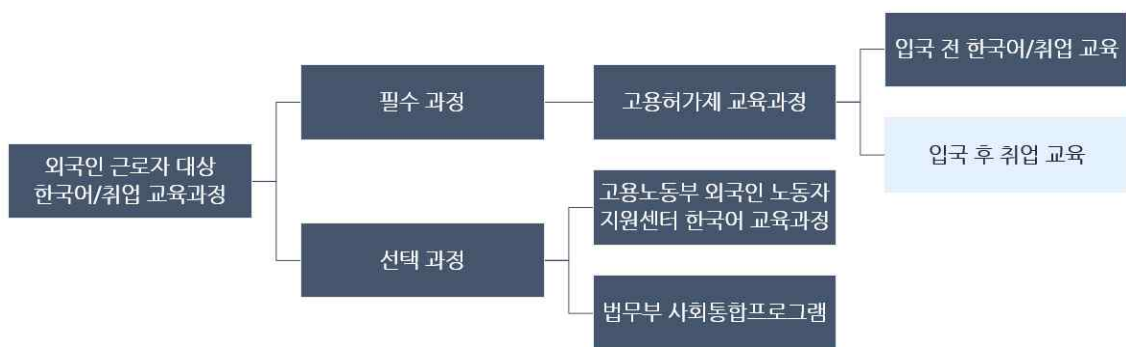 외국인 근로자 대상
한국어/취업 교육과정
필수 과정
고용허가제 교육과정
입국 전 한국어/취업 교육
입국 후 취업 교육
선택 과정
고용노동부 외국인 노동자
지원센터 한국어 교육과정
법무부 사회통합프로그램